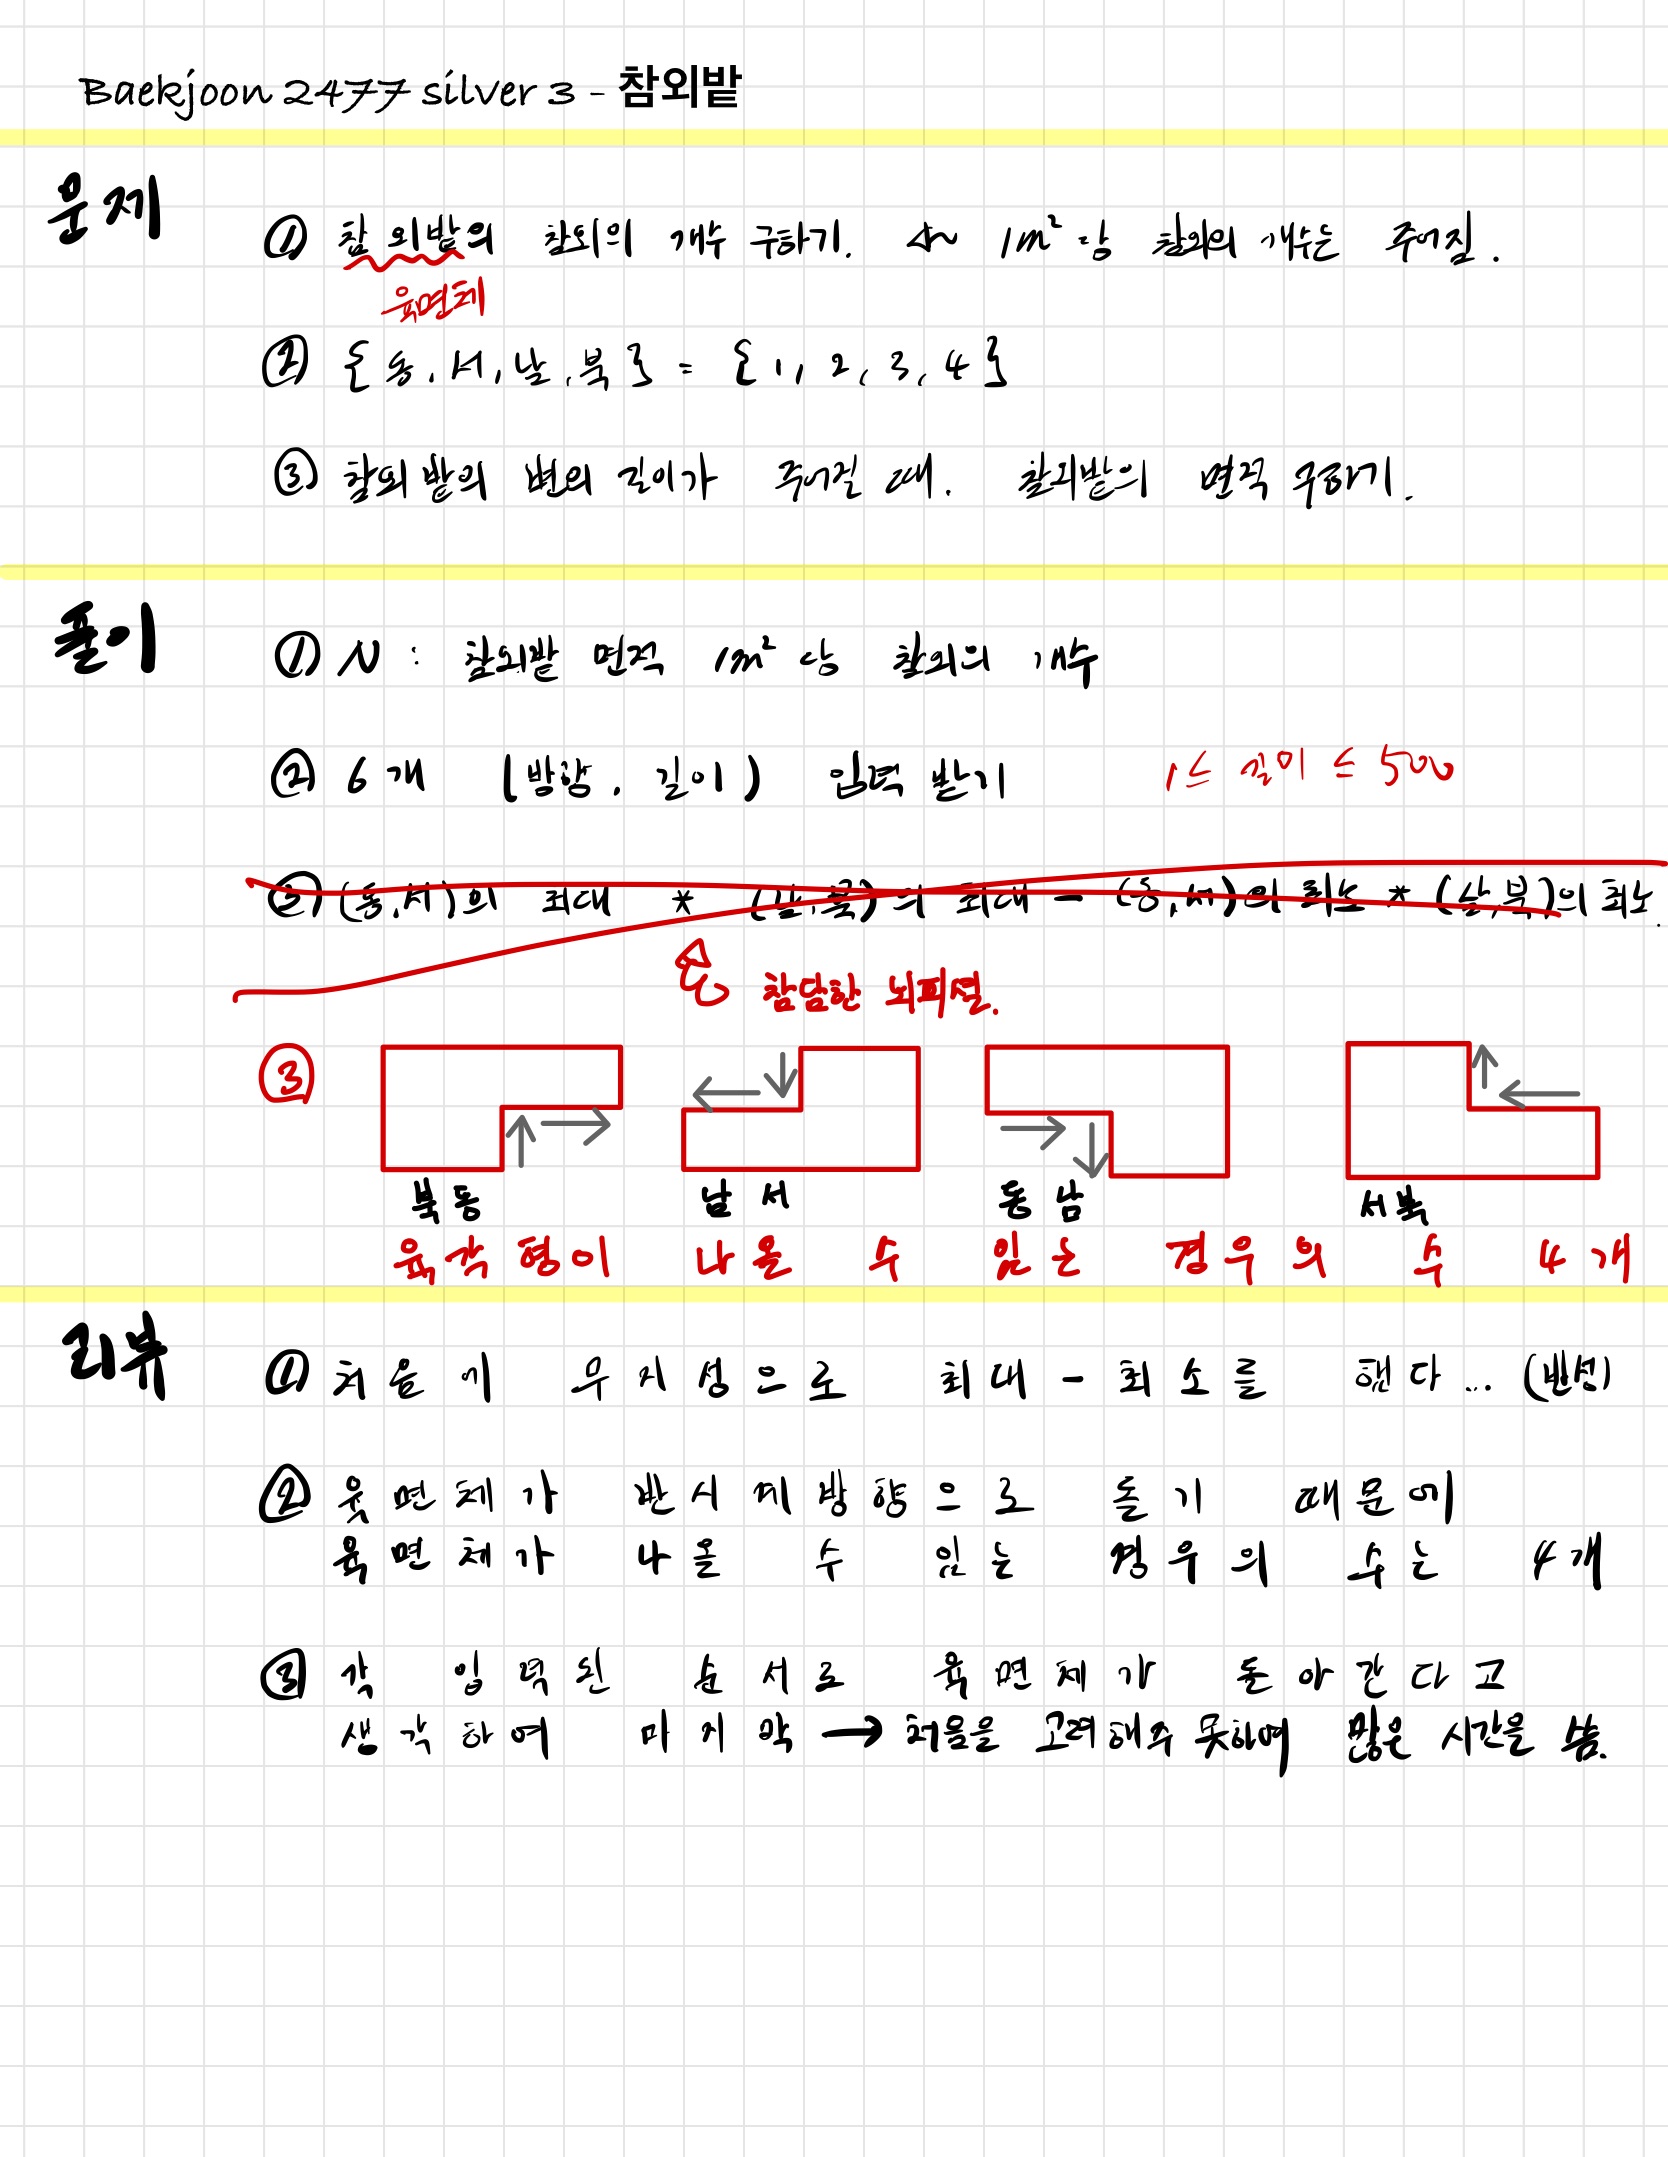 Baekjoon 2477 silver 3 - 참외밭
문제
① 참외밭의 참외의 개수 구하기. 1m² 당 참외의 개수는 주어짐.
육면체
② {동, 서, 남, 북} = {1, 2, 3, 4}
③ 참외밭의 변의 길이가 주어질 때. 참외밭의 면적 구하기.
풀이
① N : 참외밭 면적 1m² 당 참외의 개수
② 6개 (방향, 길이) 입력 받기 1 ≤ 길이 ≤ 500
③ (동,서)의 최대 * (남,북)의 최대 - (동,서)의 최소 * (남,북)의 최소.
참담한 뇌피셜.
③
북동 남서 동남 서북
육각형이 나올 수 있는 경우의 수 4개
리뷰
① 처음에 무지성으로 최대 - 최소를 했다... (반성)
② 육면체가 반시계방향으로 돌기 때문에
육면체가 나올 수 있는 경우의 수는 4개
③ 각 입력된 순서로 육면체가 돌아간다고
생각하여 마지막 → 처음을 고려해주 못하여 많은 시간을 씀.